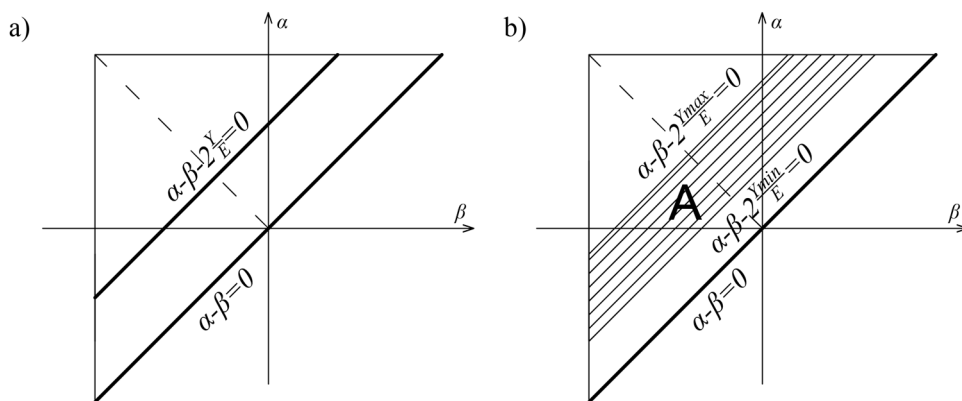 a)
α
β
α-β-2Y/E=0
α-β=0
b)
α
β
α-β-2Ymax/E=0
A
α-β-2Ymin/E=0
α-β=0